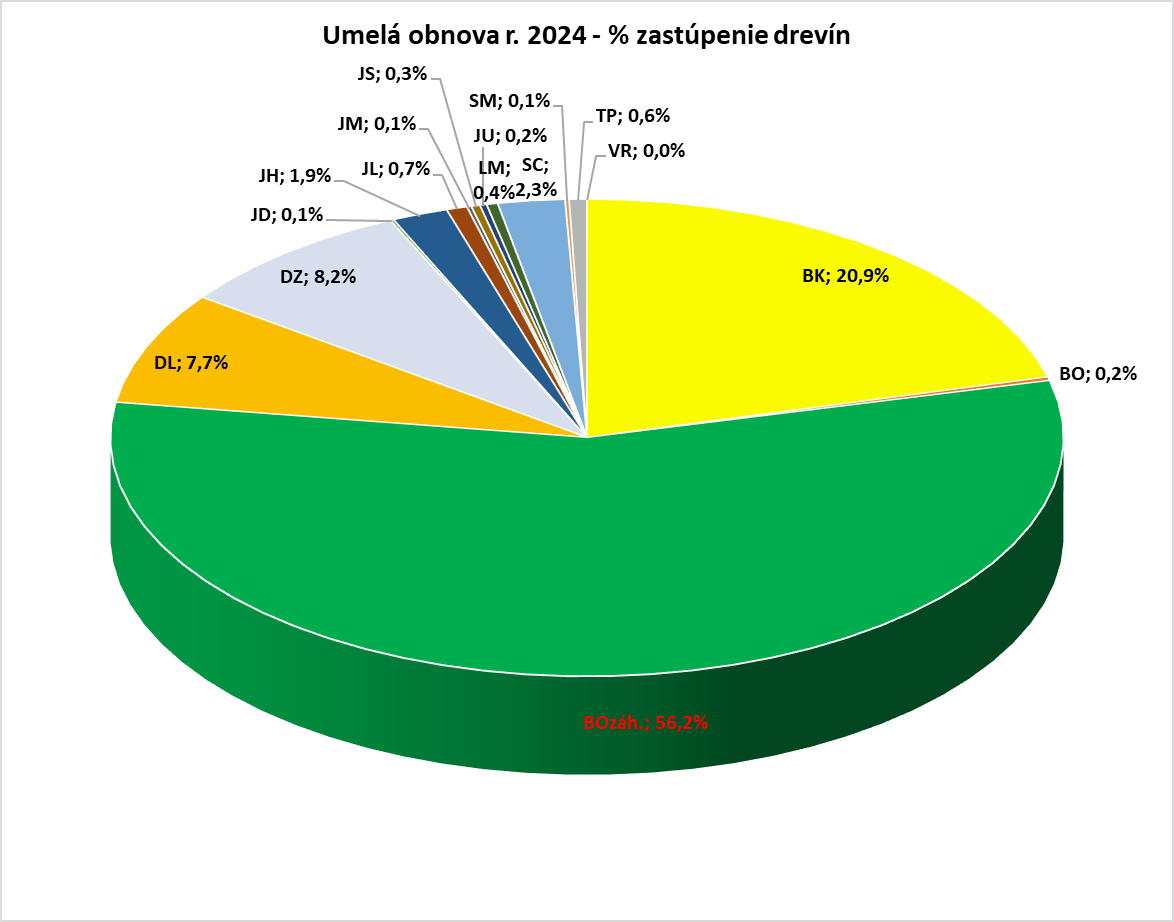 Umelá obnova r. 2024 - % zastúpenie drevín
JS; 0,3%
SM; 0,1%
TP; 0,6%
JM; 0,1%
JU; 0,2%
VR; 0,0%
JH; 1,9%
JL; 0,7%
LM;
0,4%
SC;
2,3%
JD; 0,1%
DZ; 8,2%
BK; 20,9%
DL; 7,7%
BO; 0,2%
BOzáh.; 56,2%